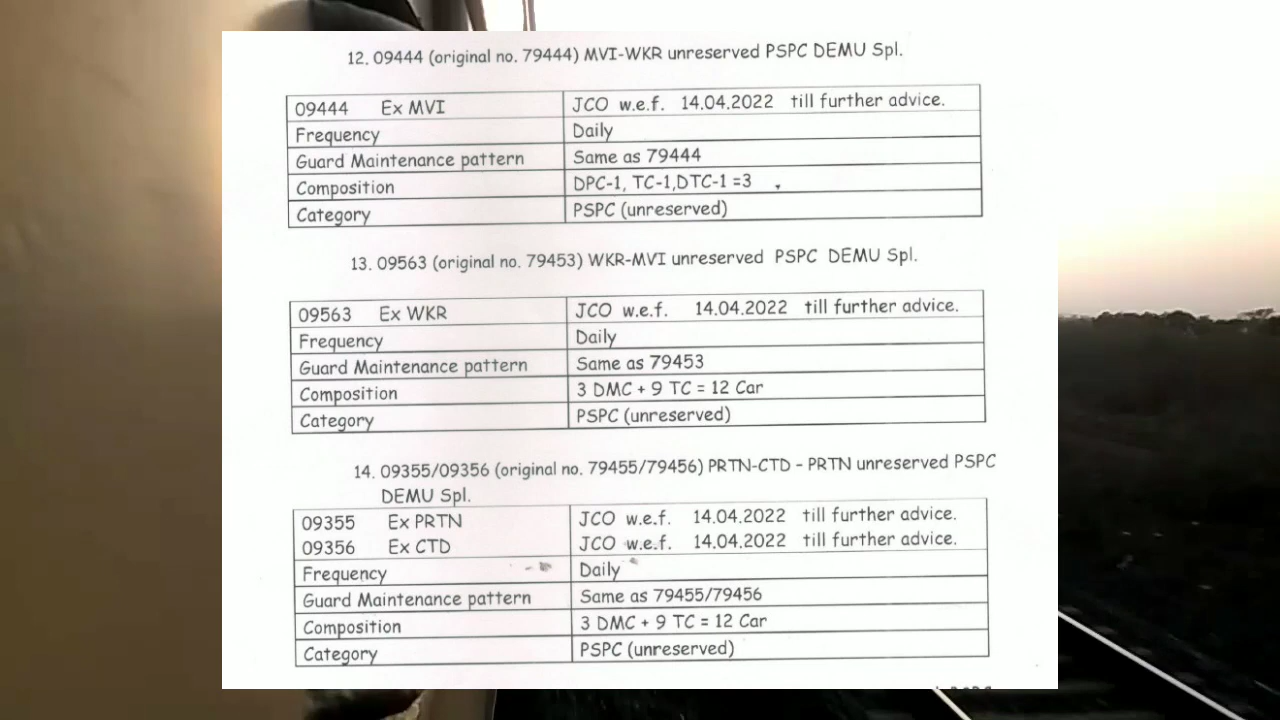 12. 09444 (original no. 79444) MVI-WKR unreserved PSPC DEMU Spl.
09444 Ex MVI JCO w.e.f. 14.04.2022 till further advice.
Frequency Daily
Guard Maintenance pattern Same as 79444
Composition DPC-1, TC-1,DTC-1 =3
Category PSPC (unreserved)
13. 09563 (original no. 79453) WKR-MVI unreserved PSPC DEMU Spl.
09563 Ex WKR JCO w.e.f. 14.04.2022 till further advice.
Frequency Daily
Guard Maintenance pattern Same as 79453
Composition 3 DMC + 9 TC = 12 Car
Category PSPC (unreserved)
14. 09355/09356 (original no. 79455/79456) PRTN-CTD - PRTN unreserved PSPC
DEMU Spl.
09355 Ex PRTN JCO w.e.f. 14.04.2022 till further advice.
09356 Ex CTD JCO w.e.f. 14.04.2022 till further advice.
Frequency Daily
Guard Maintenance pattern Same as 79455/79456
Composition 3 DMC + 9 TC = 12 Car
Category PSPC (unreserved)